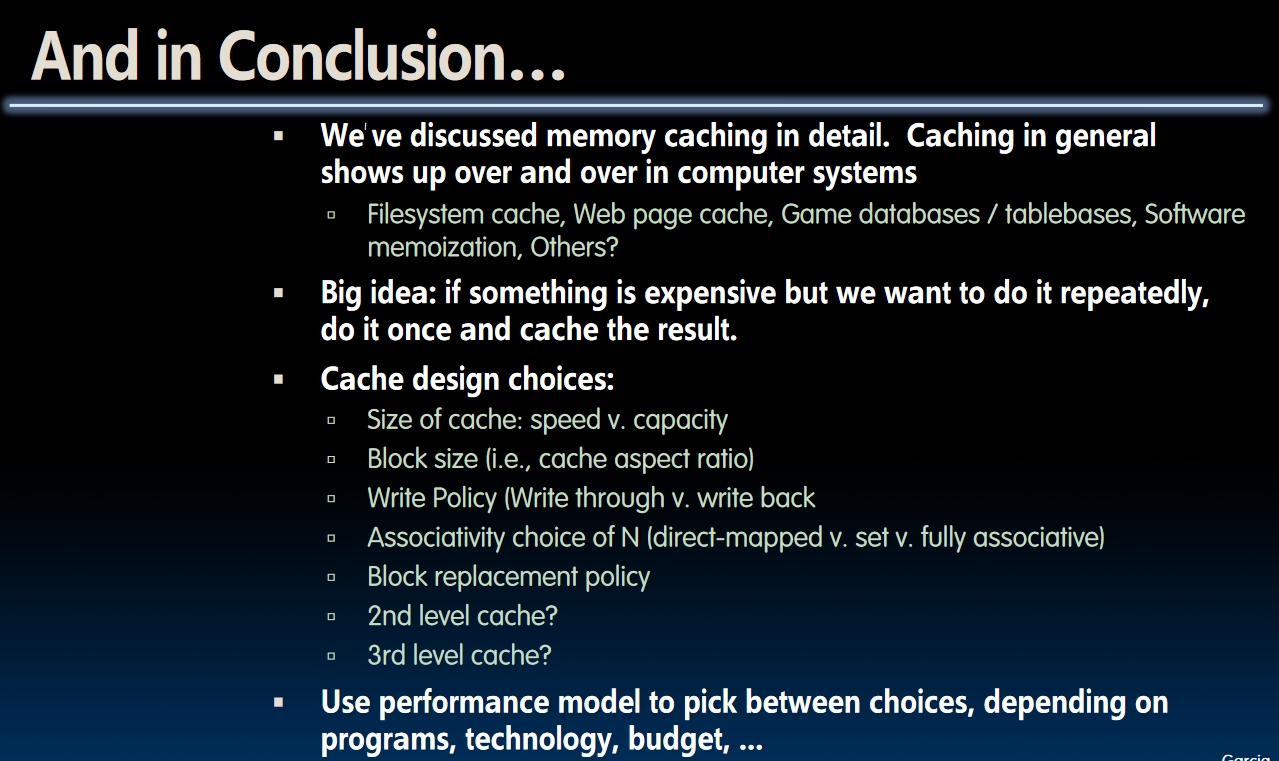 And in Conclusion…
▪ We've discussed memory caching in detail.  Caching in general
shows up over and over in computer systems
▫ Filesystem cache, Web page cache, Game databases / tablebases, Software
memoization, Others?
▪ Big idea: if something is expensive but we want to do it repeatedly,
do it once and cache the result.
▪ Cache design choices:
▫ Size of cache: speed v. capacity
▫ Block size (i.e., cache aspect ratio)
▫ Write Policy (Write through v. write back
▫ Associativity choice of N (direct-mapped v. set v. fully associative)
▫ Block replacement policy
▫ 2nd level cache?
▫ 3rd level cache?
▪ Use performance model to pick between choices, depending on
programs, technology, budget, ...
Garcia